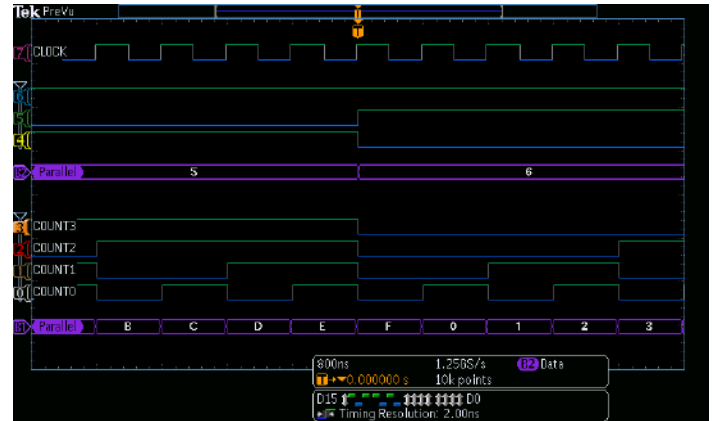 Tek PreVu
T
7 CLOCK
6
5
4
B2 Parallel 5 6
3 COUNT3
2 COUNT2
1 COUNT1
0 COUNT0
B1 Parallel B C D E F 0 1 2 3
800ns 1.25GS/s B2 Data
T→▼0.000000 s 10k points
D15 D0
Timing Resolution: 2.00ns